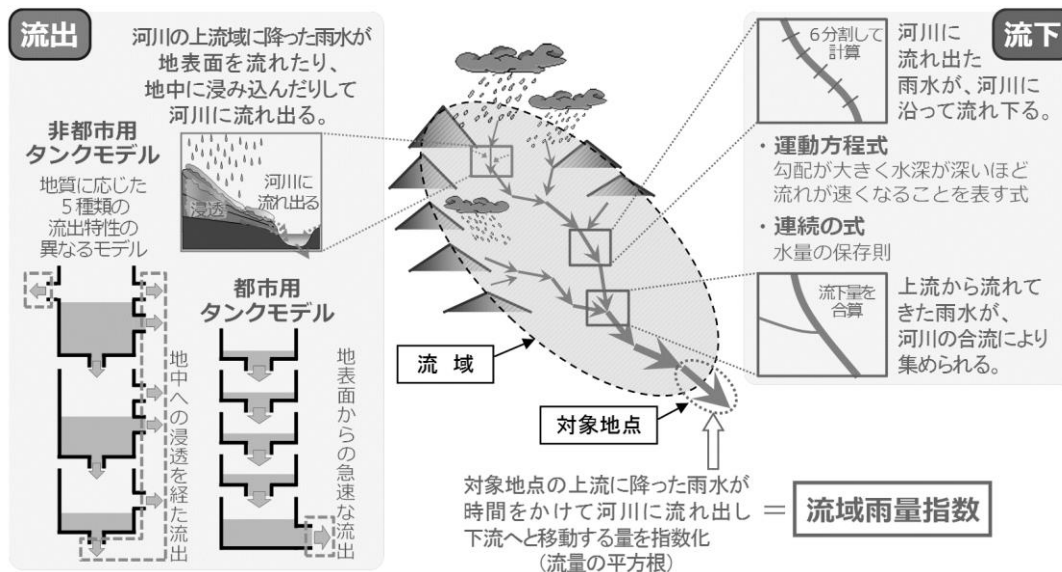 流出
河川の上流域に降った雨水が
地表面を流れたり、
地中に浸み込んだりして
河川に流れ出る。
非都市用
タンクモデル
地質に応じた
5種類の
流出特性の
異なるモデル
浸透
河川に
流れ出る
都市用
タンクモデル
地中への浸透を経た流出
地表面からの急速な流出
流域
対象地点
対象地点の上流に降った雨水が
時間をかけて河川に流れ出し
下流へと移動する量を指数化
(流量の平方根)
=
流域雨量指数
流下
6分割して
計算
河川に
流れ出た
雨水が、河川に
沿って流れ下る。
・運動方程式
勾配が大きく水深が深いほど
流れが速くなることを表す式
・連続の式
水量の保存則
流下量を
合算
上流から流れて
きた雨水が、
河川の合流により
集められる。